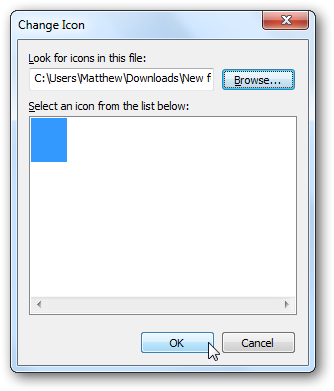 Change Icon
Look for icons in this file:
C:\Users\Matthew\Downloads\New f
Browse...
Select an icon from the list below:
OK
Cancel